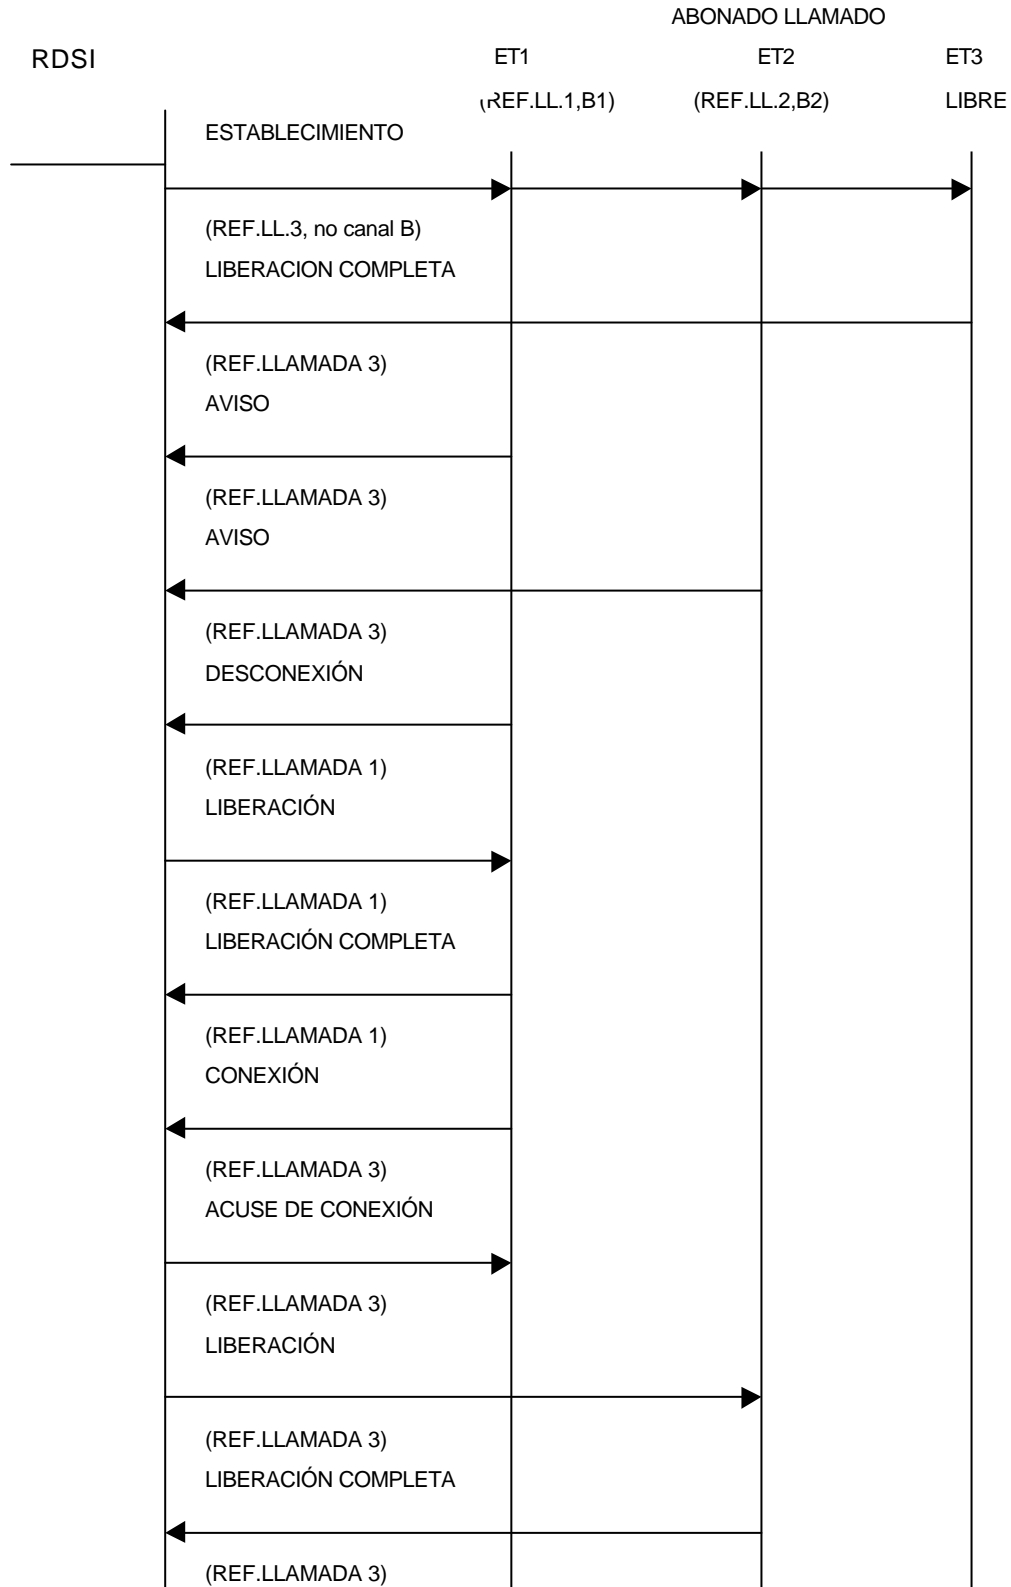 ABONADO LLAMADO
RDSI ET1 ET2 ET3
(REF.LL.1,B1) (REF.LL.2,B2) LIBRE
ESTABLECIMIENTO
(REF.LL.3, no canal B)
LIBERACION COMPLETA
(REF.LLAMADA 3)
AVISO
(REF.LLAMADA 3)
AVISO
(REF.LLAMADA 3)
DESCONEXIÓN
(REF.LLAMADA 1)
LIBERACIÓN
(REF.LLAMADA 1)
LIBERACIÓN COMPLETA
(REF.LLAMADA 1)
CONEXIÓN
(REF.LLAMADA 3)
ACUSE DE CONEXIÓN
(REF.LLAMADA 3)
LIBERACIÓN
(REF.LLAMADA 3)
LIBERACIÓN COMPLETA
(REF.LLAMADA 3)